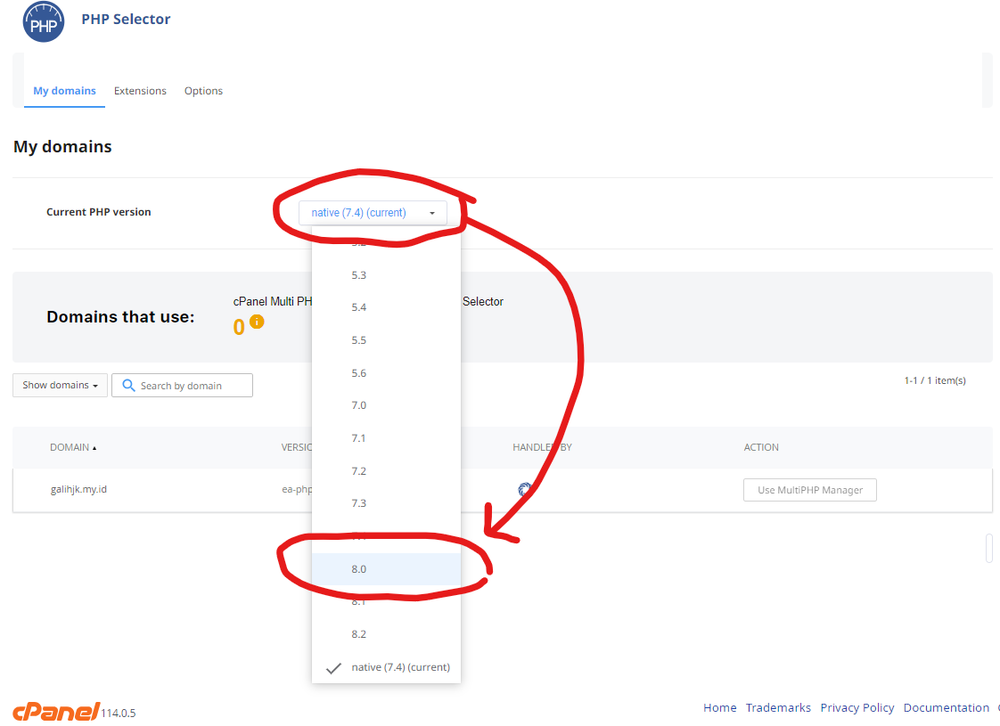 PHP
PHP Selector
My domains Extensions Options
My domains
Current PHP version
native (7.4) (current)
5.2
5.3
cPanel Multi PH
Selector
5.4
Domains that use:
0
5.5
5.6
Show domains
Search by domain
1-1 / 1 item(s)
7.0
7.1
DOMAIN
VERSIO
HANDLED BY
ACTION
7.2
galihjk.my.id
ea-php
Use MultiPHP Manager
7.3
8.0
8.1
8.2
native (7.4) (current)
cPanel 114.0.5
Home Trademarks Privacy Policy Documentation